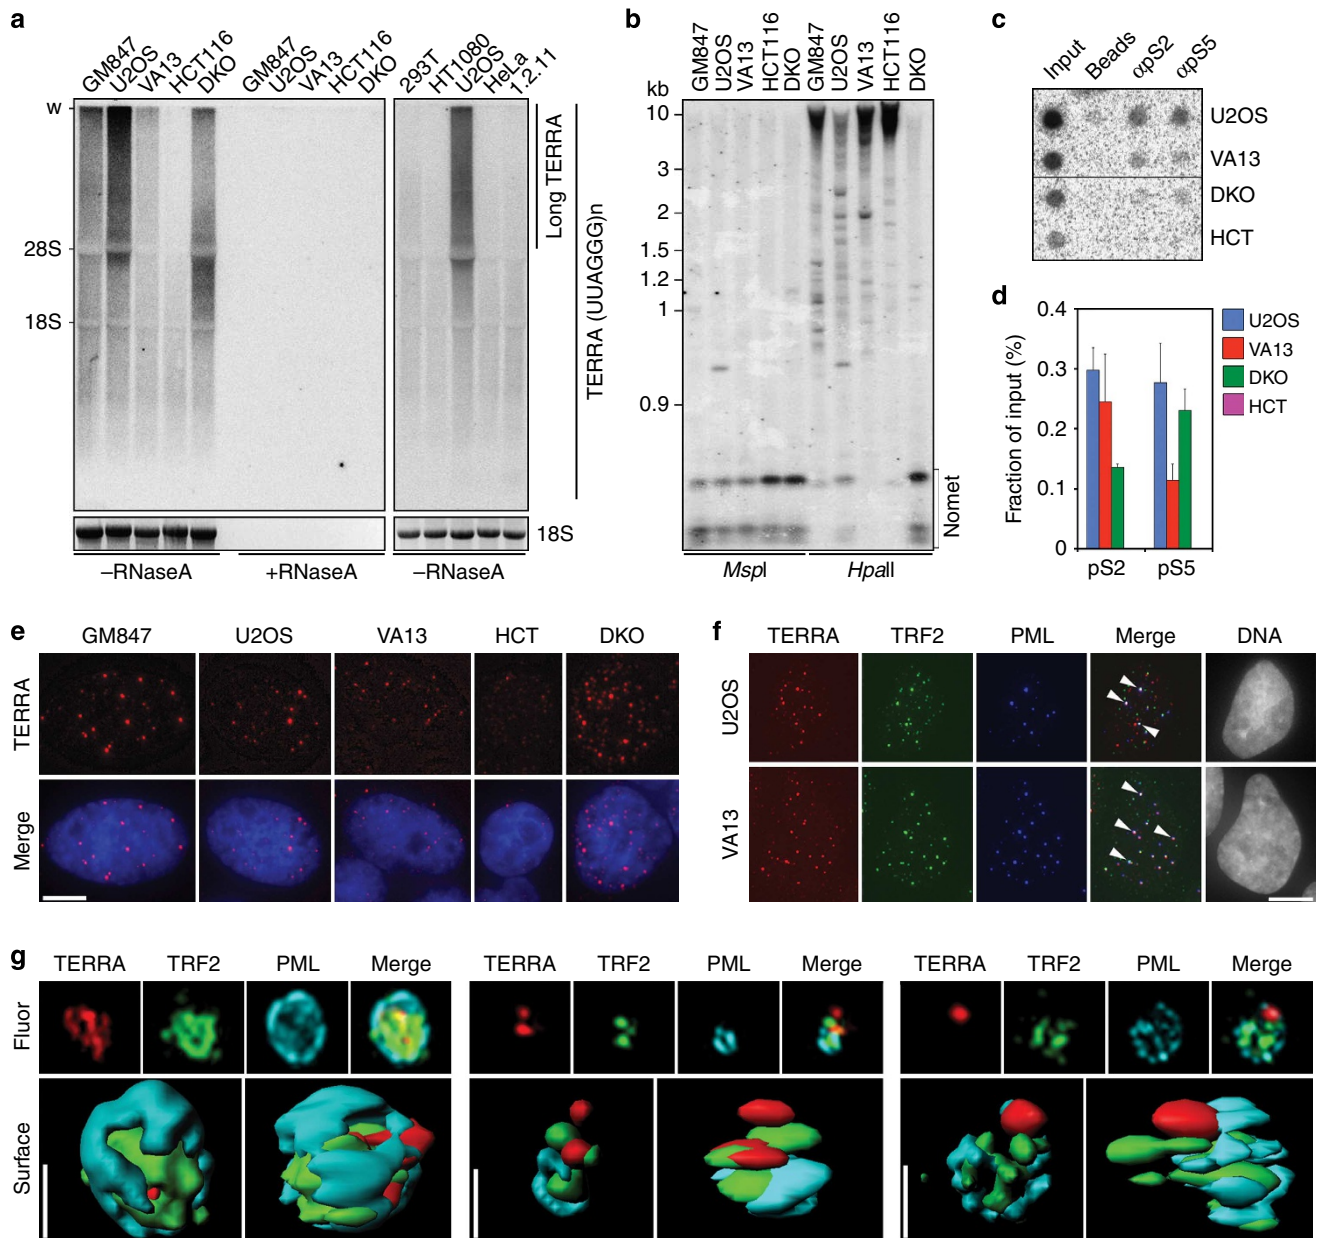 a
GM847 U2OS VA13 HCT116 DKO GM847 U2OS VA13 HCT116 DKO 293T HT1080 U2OS HeLa 1.2.11
w
28S
18S
Long TERRA
TERRA (UUAGGG)n
18S
–RNaseA +RNaseA –RNaseA
b
GM847 U2OS VA13 HCT116 DKO GM847 U2OS VA13 HCT116 DKO
kb
10
3
2
1.5
1.2
1
0.9
Nomet
MspI HpaII
c
Input Beads αpS2 αpS5
U2OS
VA13
DKO
HCT
d
Fraction of input (%)
0.4
0.3
0.2
0.1
0
pS2 pS5
U2OS
VA13
DKO
HCT
e
GM847 U2OS VA13 HCT DKO
TERRA
Merge
f
TERRA TRF2 PML Merge DNA
U2OS
VA13
g
TERRA TRF2 PML Merge TERRA TRF2 PML Merge TERRA TRF2 PML Merge
Fluor
Surface